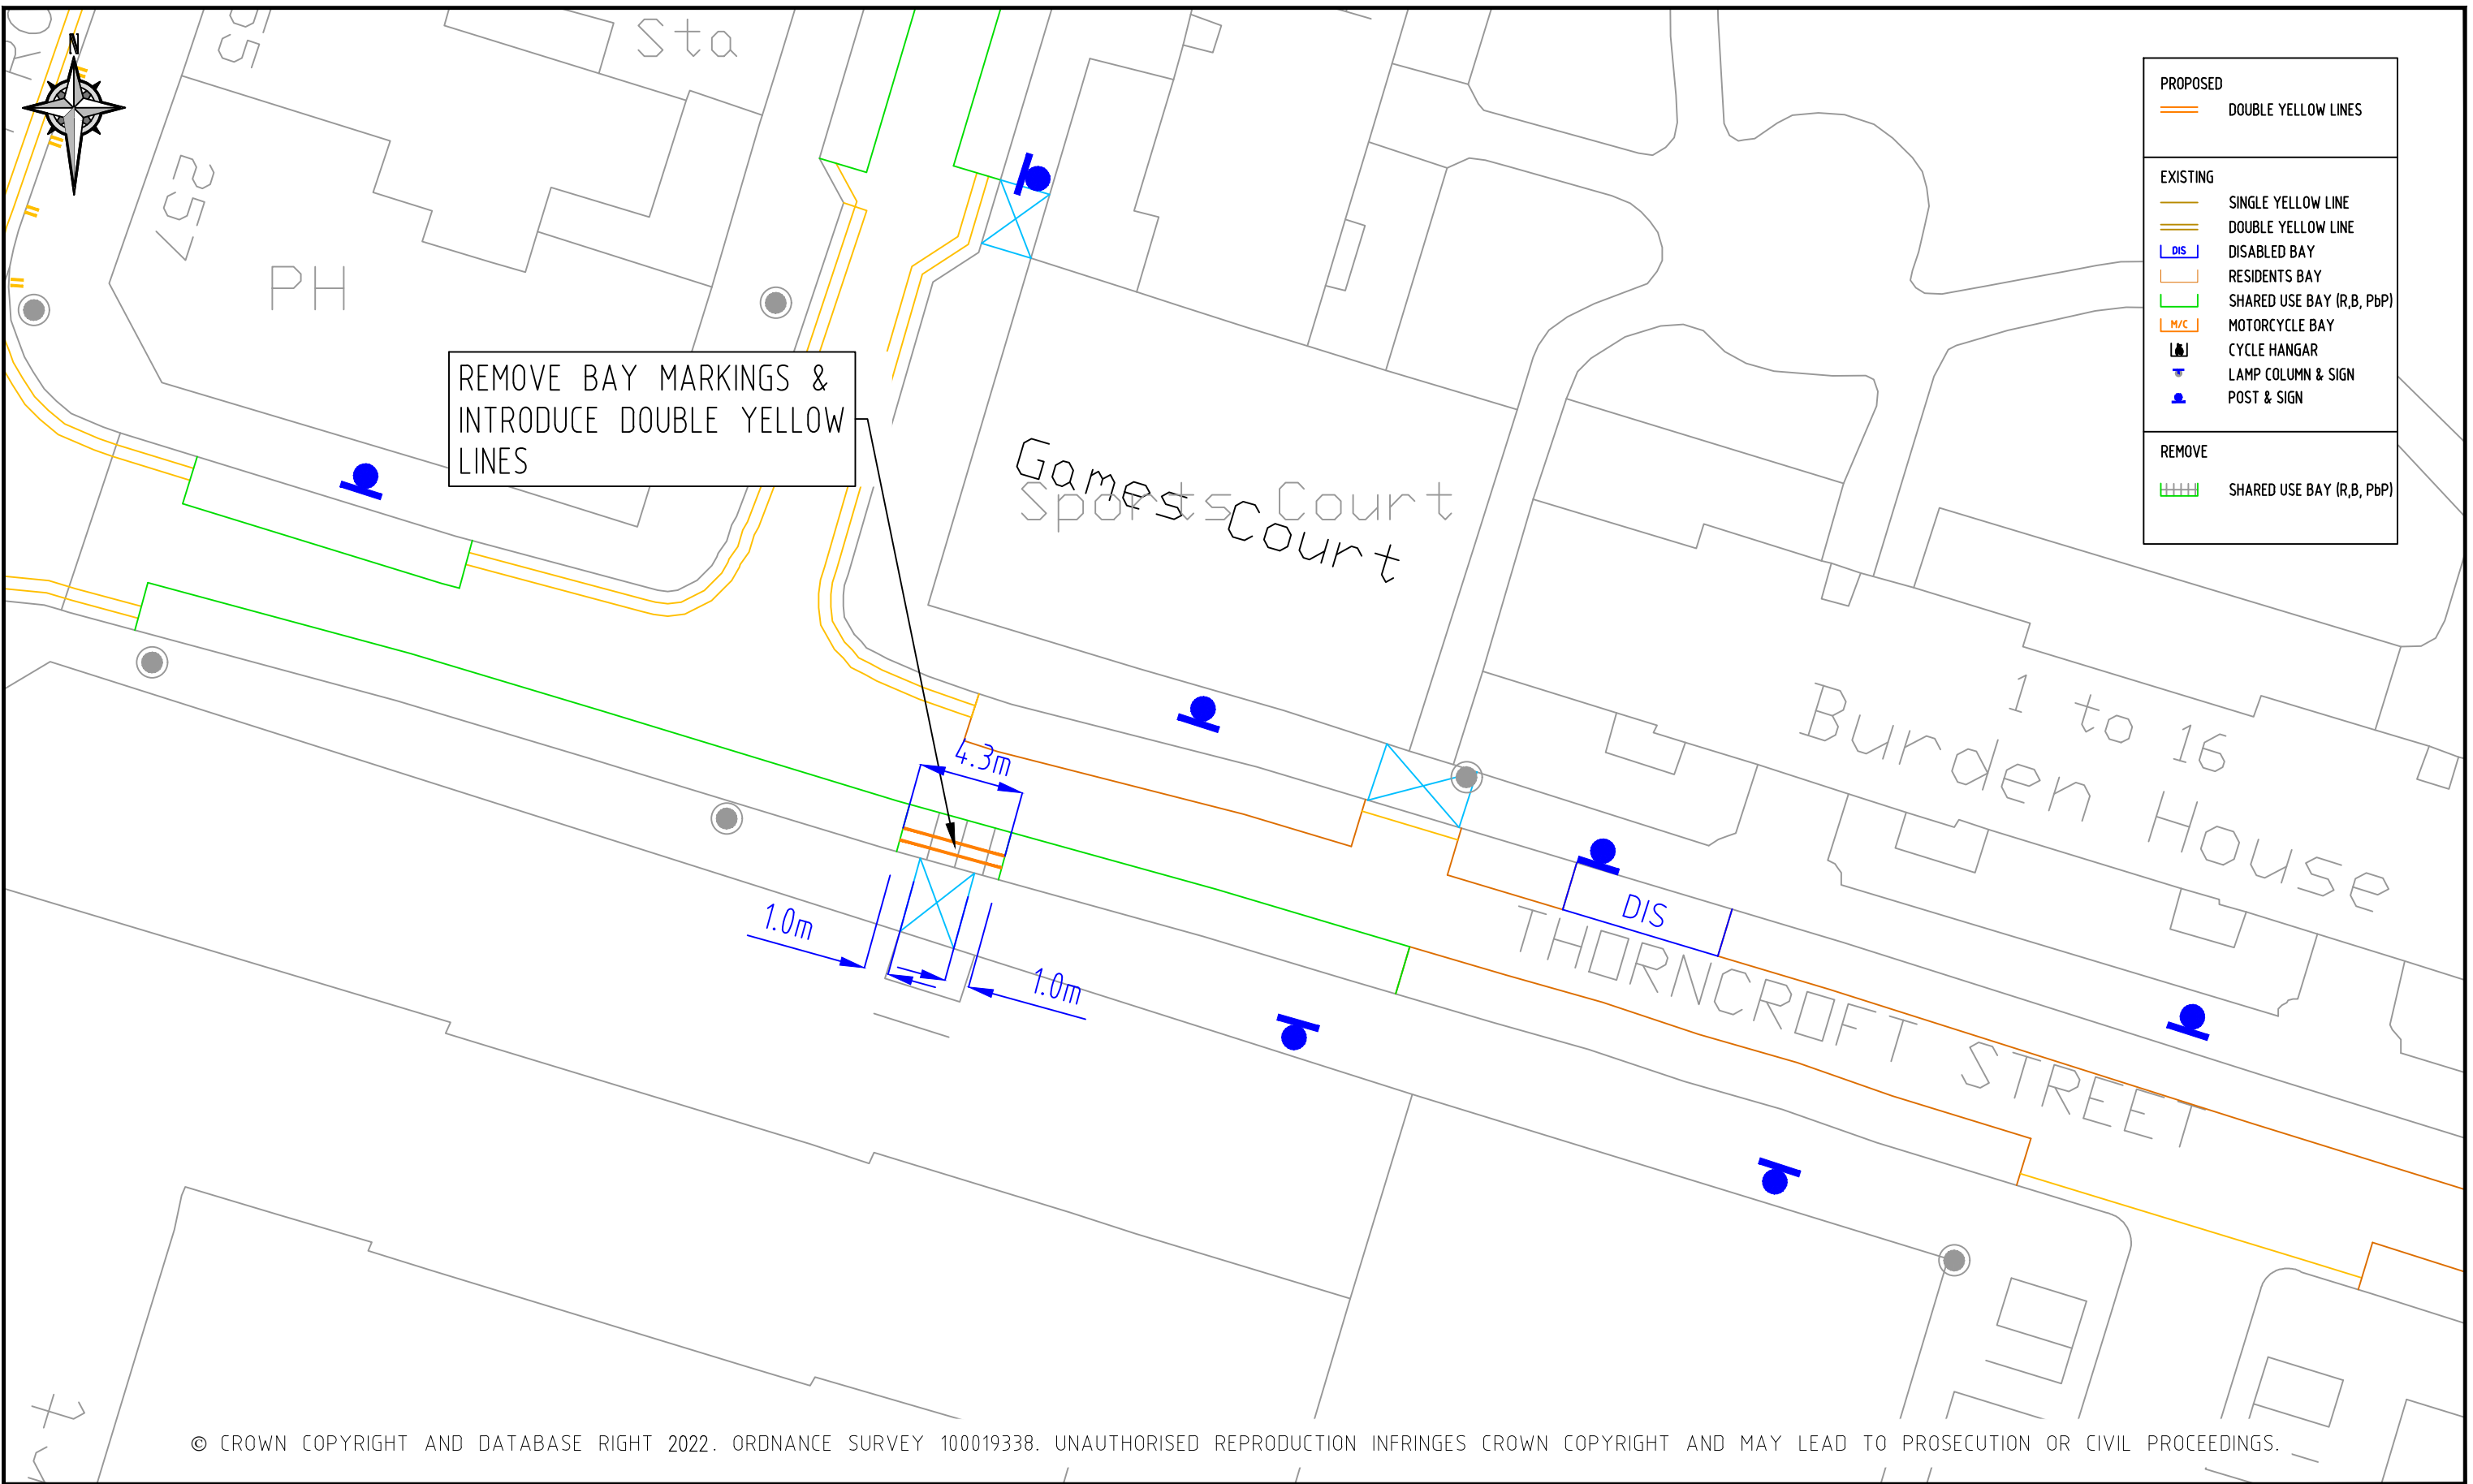 N
Sta
537
PH
REMOVE BAY MARKINGS &
INTRODUCE DOUBLE YELLOW
LINES
Games Court
Sports Court
1 to 16
Burden House
4.3m
1.0m
1.0m
DIS
THORNCROFT STREET
PROPOSED
DOUBLE YELLOW LINES
EXISTING
SINGLE YELLOW LINE
DOUBLE YELLOW LINE
DIS DISABLED BAY
RESIDENTS BAY
SHARED USE BAY (R,B, PbP)
M/C MOTORCYCLE BAY
CYCLE HANGAR
LAMP COLUMN & SIGN
POST & SIGN
REMOVE
SHARED USE BAY (R,B, PbP)
© CROWN COPYRIGHT AND DATABASE RIGHT 2022. ORDNANCE SURVEY 100019338. UNAUTHORISED REPRODUCTION INFRINGES CROWN COPYRIGHT AND MAY LEAD TO PROSECUTION OR CIVIL PROCEEDINGS.